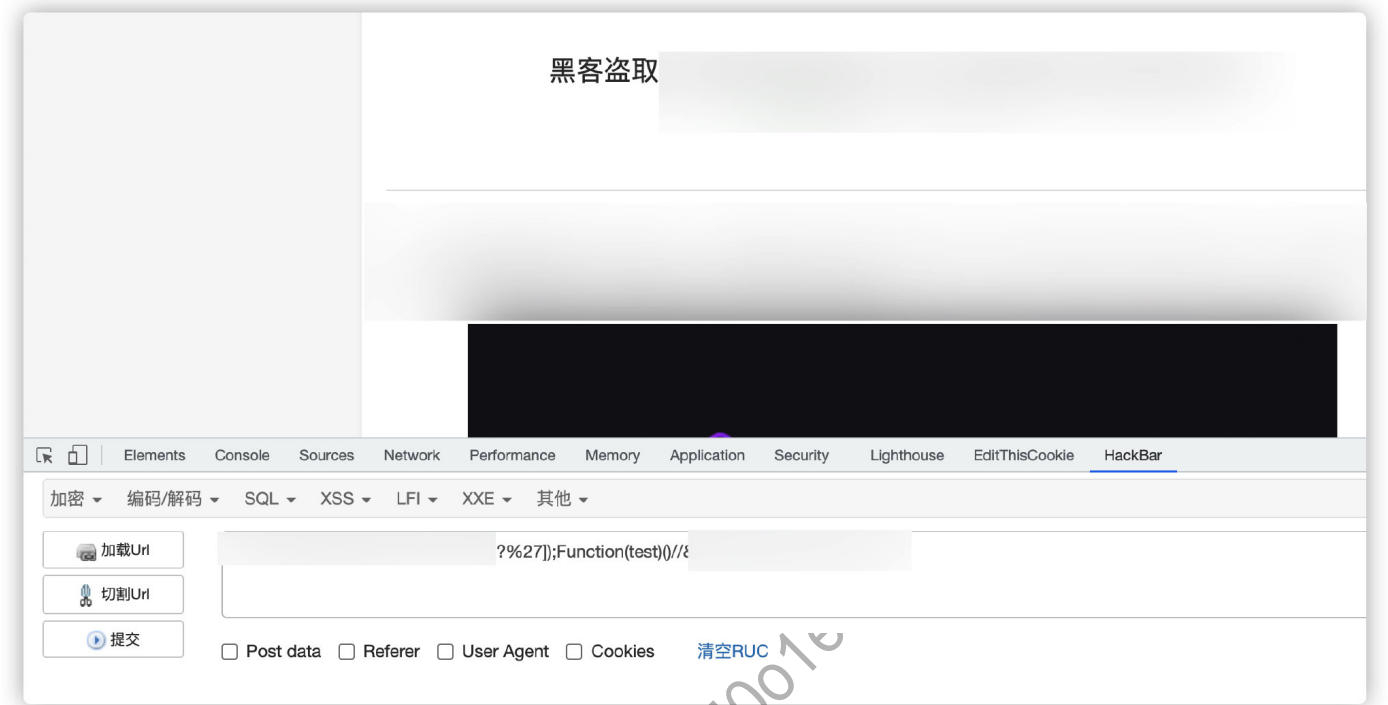 黑客盗取
Elements Console Sources Network Performance Memory Application Security Lighthouse EditThisCookie HackBar
加密 编码/解码 SQL XSS LFI XXE 其他
加载Url
?%27]);Function(test)()//&
切割Url
提交
Post data Referer User Agent Cookies 清空RUC